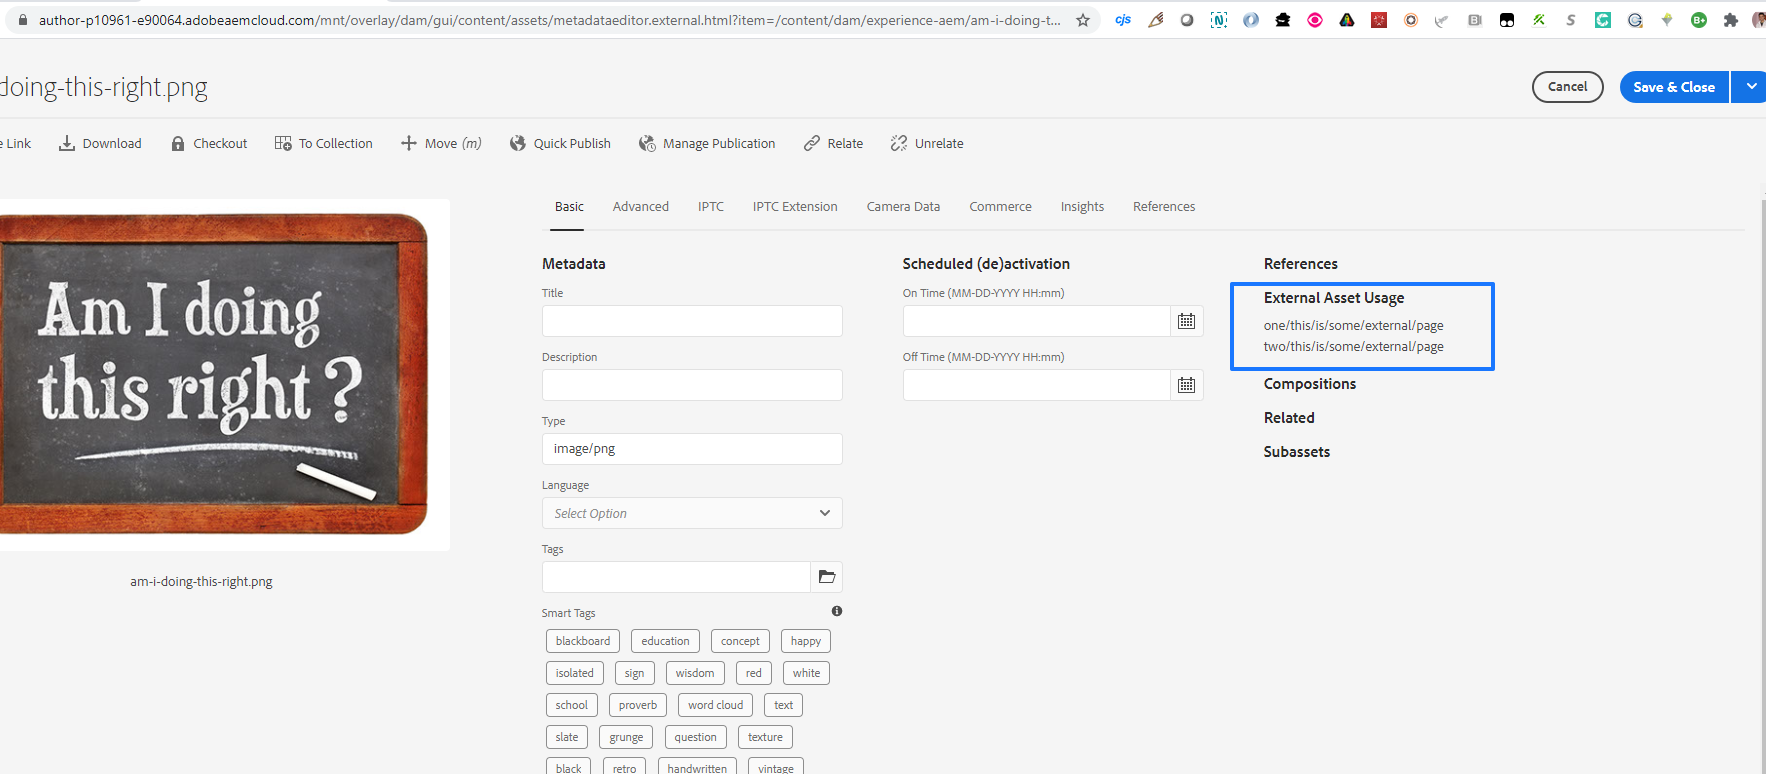 author-p10961-e90064.adobeaemcloud.com/mnt/overlay/dam/gui/content/assets/metadataeditor.external.html?item=/content/dam/experience-aem/am-i-doing-t...
cjs
doing-this-right.png
Cancel
Save & Close
e Link
Download
Checkout
To Collection
Move (m)
Quick Publish
Manage Publication
Relate
Unrelate
Am I doing
this right?
am-i-doing-this-right.png
Basic
Advanced
IPTC
IPTC Extension
Camera Data
Commerce
Insights
References
Metadata
Title
Description
Type
image/png
Language
Select Option
Tags
Smart Tags
blackboard education concept happy
isolated sign wisdom red white
school proverb word cloud text
slate grunge question texture
black retro handwritten vintage
Scheduled (de)activation
On Time (MM-DD-YYYY HH:mm)
Off Time (MM-DD-YYYY HH:mm)
References
External Asset Usage
one/this/is/some/external/page
two/this/is/some/external/page
Compositions
Related
Subassets